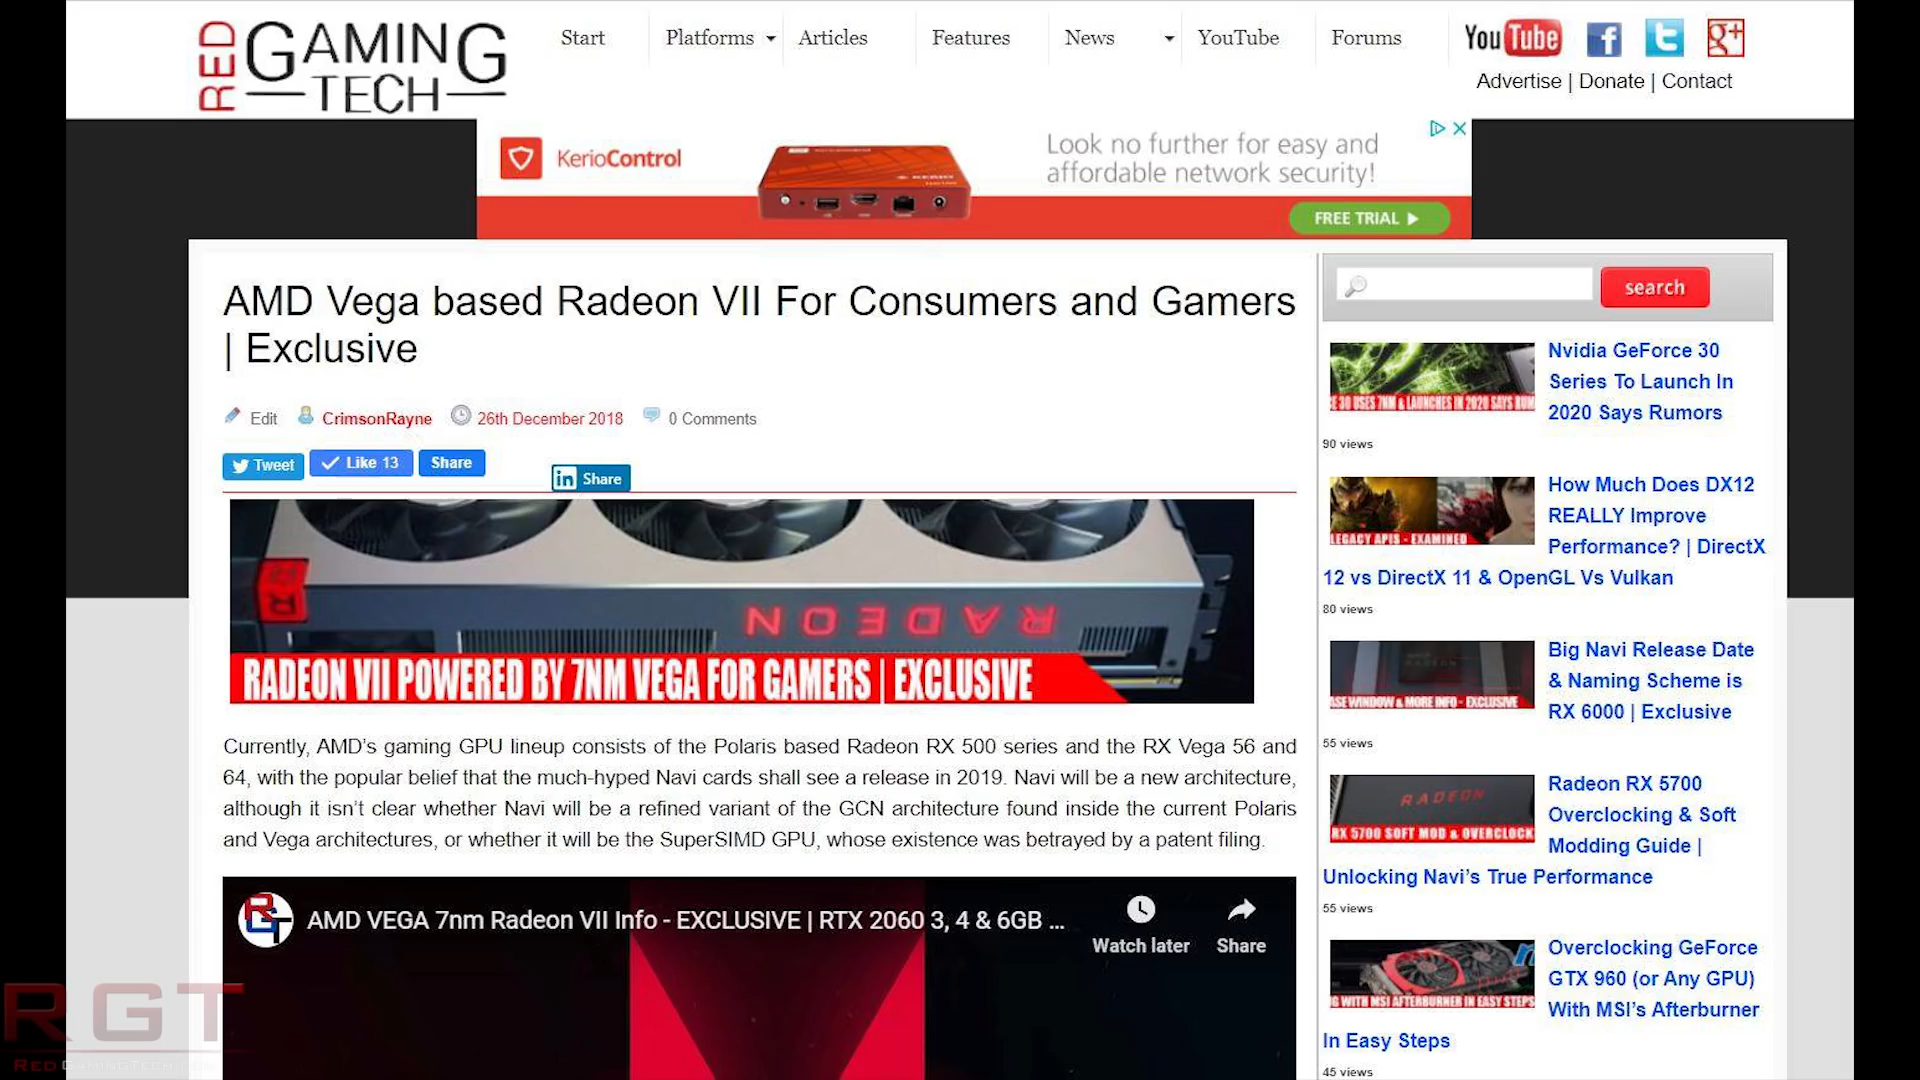 RED GAMING TECH
Start
Platforms
Articles
Features
News
YouTube
Forums
YouTube
Advertise | Donate | Contact
KerioControl
Look no further for easy and
affordable network security!
FREE TRIAL
AMD Vega based Radeon VII For Consumers and Gamers
| Exclusive
Edit CrimsonRayne 26th December 2018 0 Comments
Tweet Like 13 Share
in Share
RADEON
RADEON VII POWERED BY 7NM VEGA FOR GAMERS | EXCLUSIVE
Currently, AMD's gaming GPU lineup consists of the Polaris based Radeon RX 500 series and the RX Vega 56 and
64, with the popular belief that the much-hyped Navi cards shall see a release in 2019. Navi will be a new architecture,
although it isn't clear whether Navi will be a refined variant of the GCN architecture found inside the current Polaris
and Vega architectures, or whether it will be the SuperSIMD GPU, whose existence was betrayed by a patent filing.
AMD VEGA 7nm Radeon VII Info - EXCLUSIVE | RTX 2060 3, 4 & 6GB ...
Watch later
Share
search
Nvidia GeForce 30
Series To Launch In
2020 Says Rumors
E 30 USES 7NM & LAUNCHES IN 2020 SAYS RUM
90 views
How Much Does DX12
REALLY Improve
Performance? | DirectX
12 vs DirectX 11 & OpenGL Vs Vulkan
LEGACY APIS - EXAMINED
80 views
Big Navi Release Date
& Naming Scheme is
RX 6000 | Exclusive
ASE WINDOW & MORE INFO - EXCLUSIVE
55 views
Radeon RX 5700
Overclocking & Soft
Modding Guide |
Unlocking Navi's True Performance
RADEON
RX 5700 SOFT MOD & OVERCLOCK
55 views
Overclocking GeForce
GTX 960 (or Any GPU)
With MSI's Afterburner
In Easy Steps
G WITH MSI AFTERBURNER IN EASY STEPS
45 views
RGT